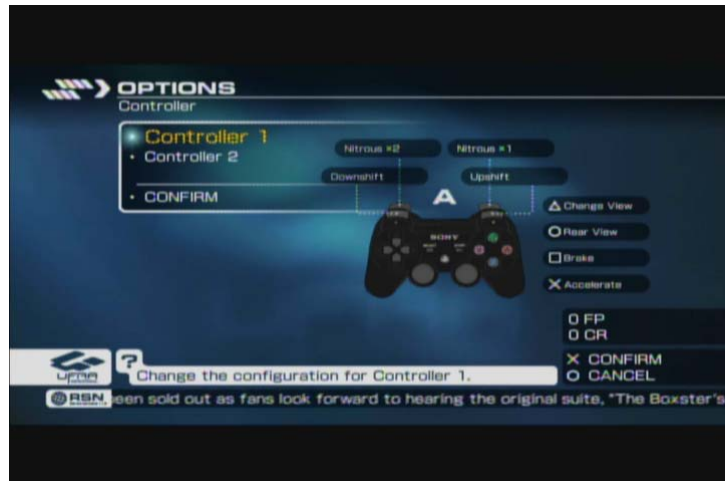 OPTIONS
Controller
Controller 1
Controller 2
CONFIRM
Nitrous ×2
Nitrous ×1
Downshift
Upshift
A
SONY
Change View
Rear View
Brake
Accelerate
0 FP
0 CR
CONFIRM
CANCEL
UFRA
?
Change the configuration for Controller 1.
RSN
een sold out as fans look forward to hearing the original suite, "The Boxster's